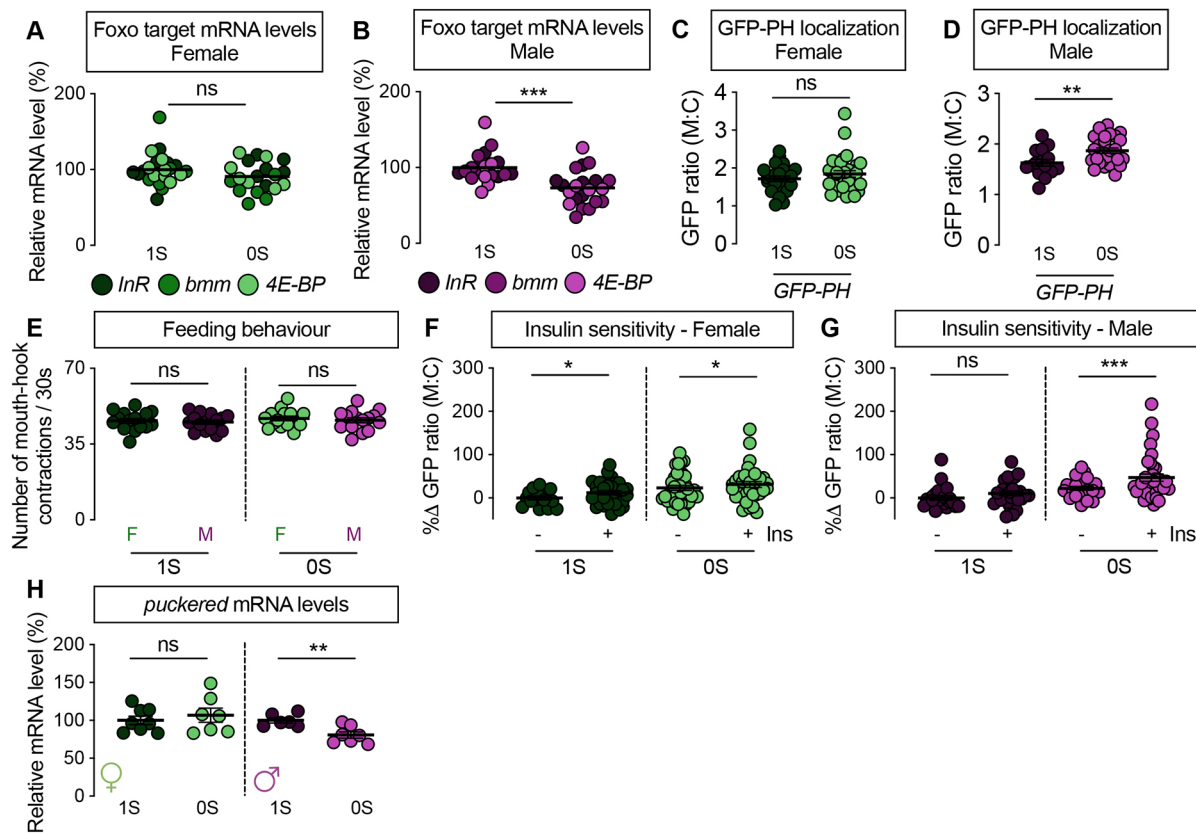 A
Foxo target mRNA levels
Female
Relative mRNA level (%)
200
100
0
ns
1S
0S
InR
bmm
4E-BP
B
Foxo target mRNA levels
Male
Relative mRNA level (%)
200
100
0
***
1S
0S
InR
bmm
4E-BP
C
GFP-PH localization
Female
GFP ratio (M:C)
4
3
2
1
0
ns
1S
0S
GFP-PH
D
GFP-PH localization
Male
GFP ratio (M:C)
3
2
1
0
**
1S
0S
GFP-PH
E
Feeding behaviour
Number of mouth-hook
contractions / 30s
70
35
0
ns
ns
F
M
F
M
1S
0S
F
Insulin sensitivity - Female
%Δ GFP ratio (M:C)
300
200
100
0
*
*
-
+
-
+
Ins
1S
0S
G
Insulin sensitivity - Male
%Δ GFP ratio (M:C)
300
200
100
0
ns
***
-
+
-
+
Ins
1S
0S
H
puckered mRNA levels
Relative mRNA level (%)
200
150
100
50
0
ns
**
♀
♂
1S
0S
1S
0S